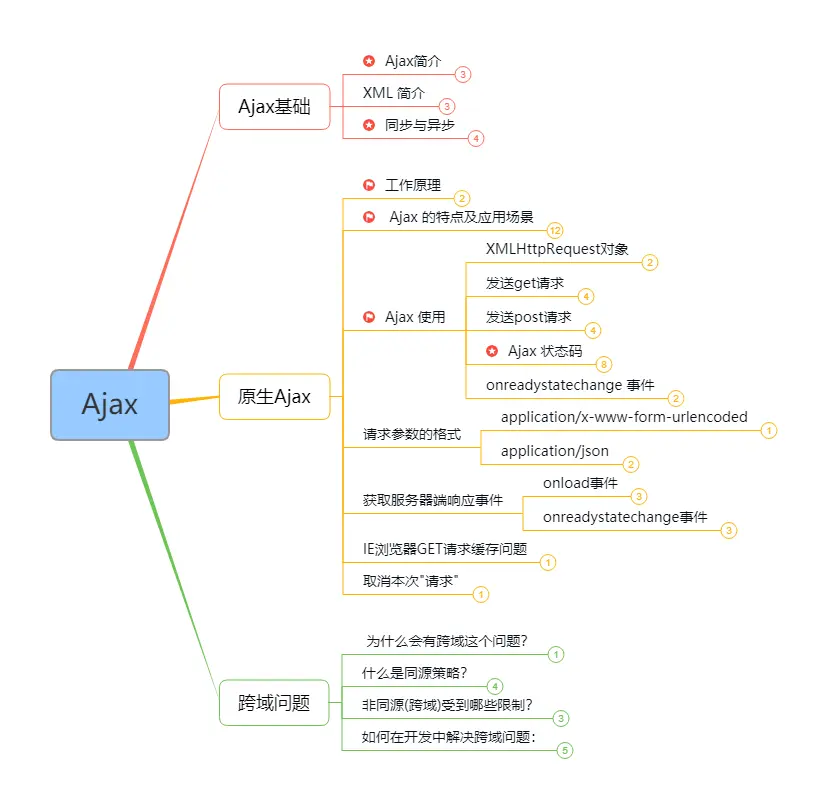 Ajax
Ajax基础
Ajax简介
3
XML 简介
3
同步与异步
4
原生Ajax
工作原理
2
Ajax 的特点及应用场景
12
Ajax 使用
XMLHttpRequest对象
2
发送get请求
4
发送post请求
4
Ajax 状态码
8
onreadystatechange 事件
2
请求参数的格式
application/x-www-form-urlencoded
1
application/json
2
获取服务器端响应事件
onload事件
3
onreadystatechange事件
3
IE浏览器GET请求缓存问题
1
取消本次"请求"
1
跨域问题
为什么会有跨域这个问题?
1
什么是同源策略?
4
非同源(跨域)受到哪些限制?
3
如何在开发中解决跨域问题:
5